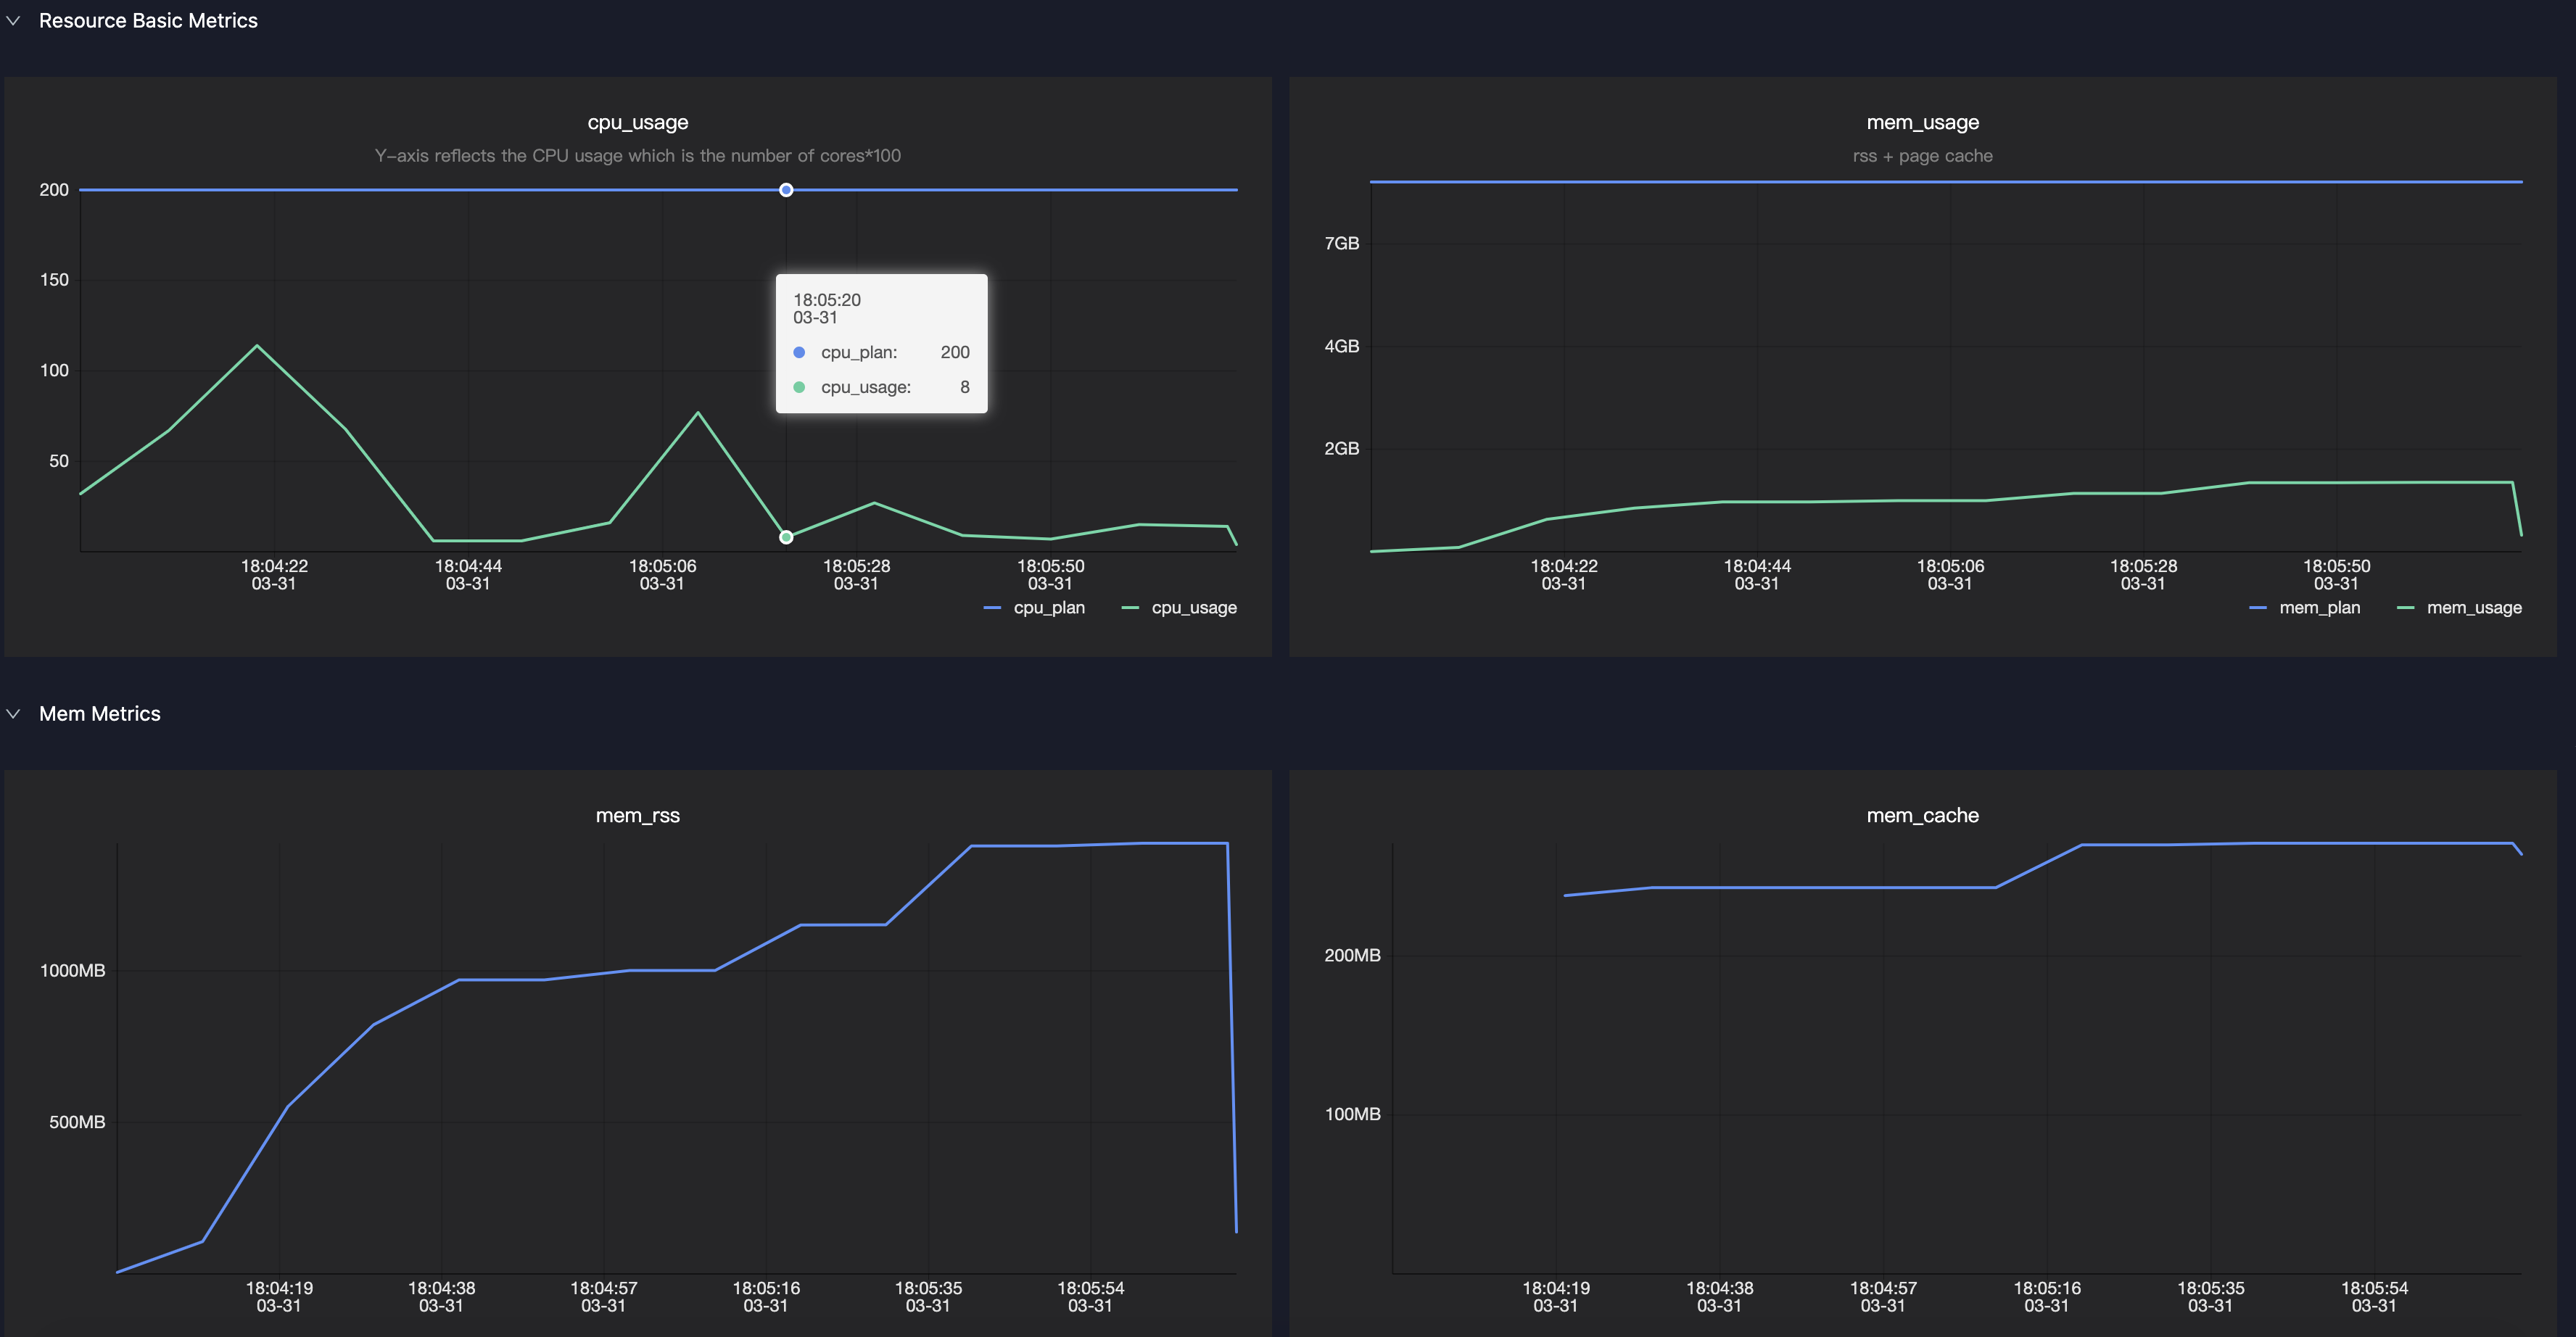 Resource Basic Metrics
cpu_usage
Y-axis reflects the CPU usage which is the number of cores*100
200
150
100
50
18:05:20
03-31
cpu_plan: 200
cpu_usage: 8
18:04:22 18:04:44 18:05:06 18:05:28 18:05:50
03-31 03-31 03-31 03-31 03-31
cpu_plan cpu_usage
mem_usage
rss + page cache
7GB
4GB
2GB
18:04:22 18:04:44 18:05:06 18:05:28 18:05:50
03-31 03-31 03-31 03-31 03-31
mem_plan mem_usage
Mem Metrics
mem_rss
1000MB
500MB
18:04:19 18:04:38 18:04:57 18:05:16 18:05:35 18:05:54
03-31 03-31 03-31 03-31 03-31 03-31
mem_cache
200MB
100MB
18:04:19 18:04:38 18:04:57 18:05:16 18:05:35 18:05:54
03-31 03-31 03-31 03-31 03-31 03-31